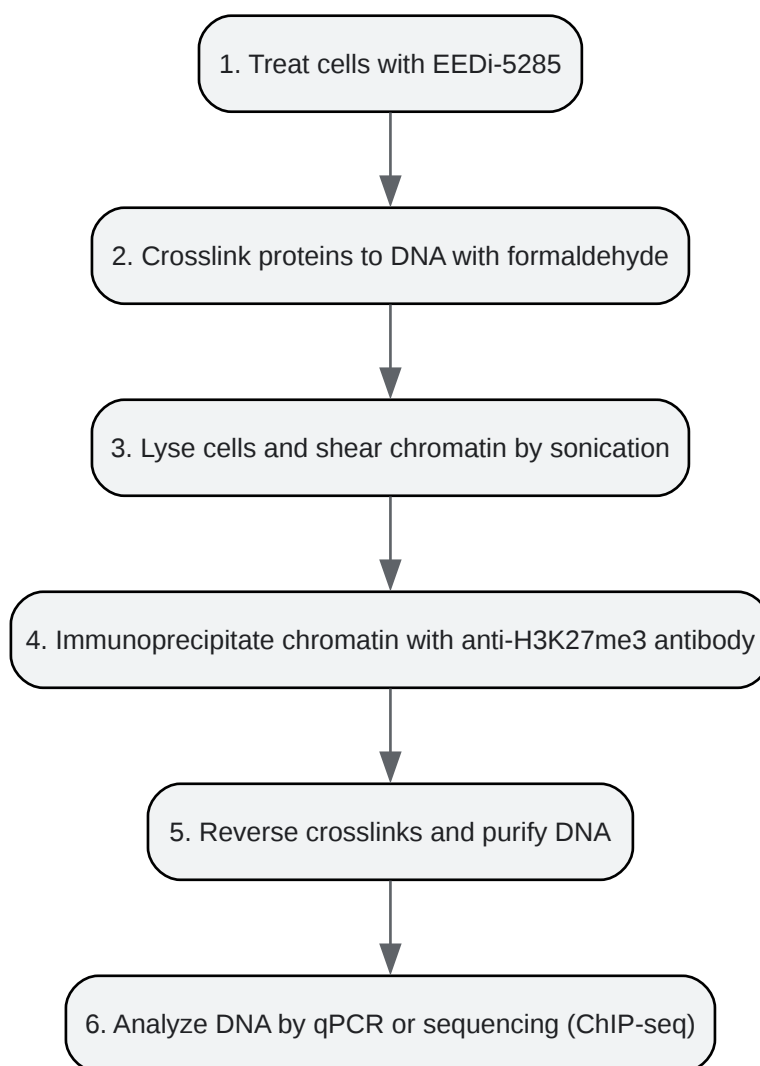 1. Treat cells with EEDi-5285
2. Crosslink proteins to DNA with formaldehyde
3. Lyse cells and shear chromatin by sonication
4. Immunoprecipitate chromatin with anti-H3K27me3 antibody
5. Reverse crosslinks and purify DNA
6. Analyze DNA by qPCR or sequencing (ChIP-seq)